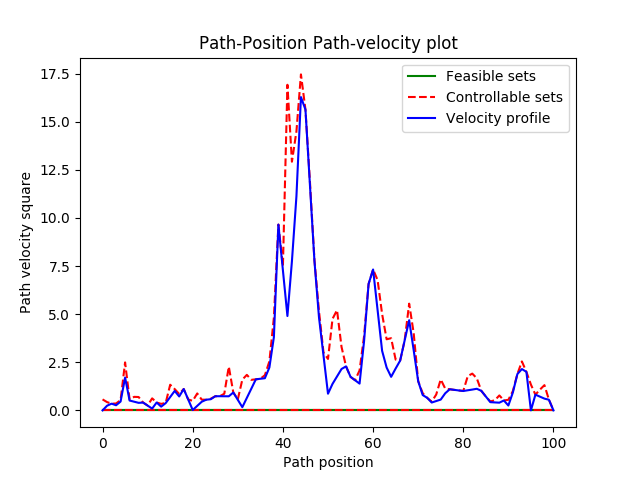 Path-Position Path-velocity plot
Feasible sets
Controllable sets
Velocity profile
17.5
15.0
12.5
10.0
7.5
5.0
2.5
0.0
Path velocity square
0 20 40 60 80 100
Path position